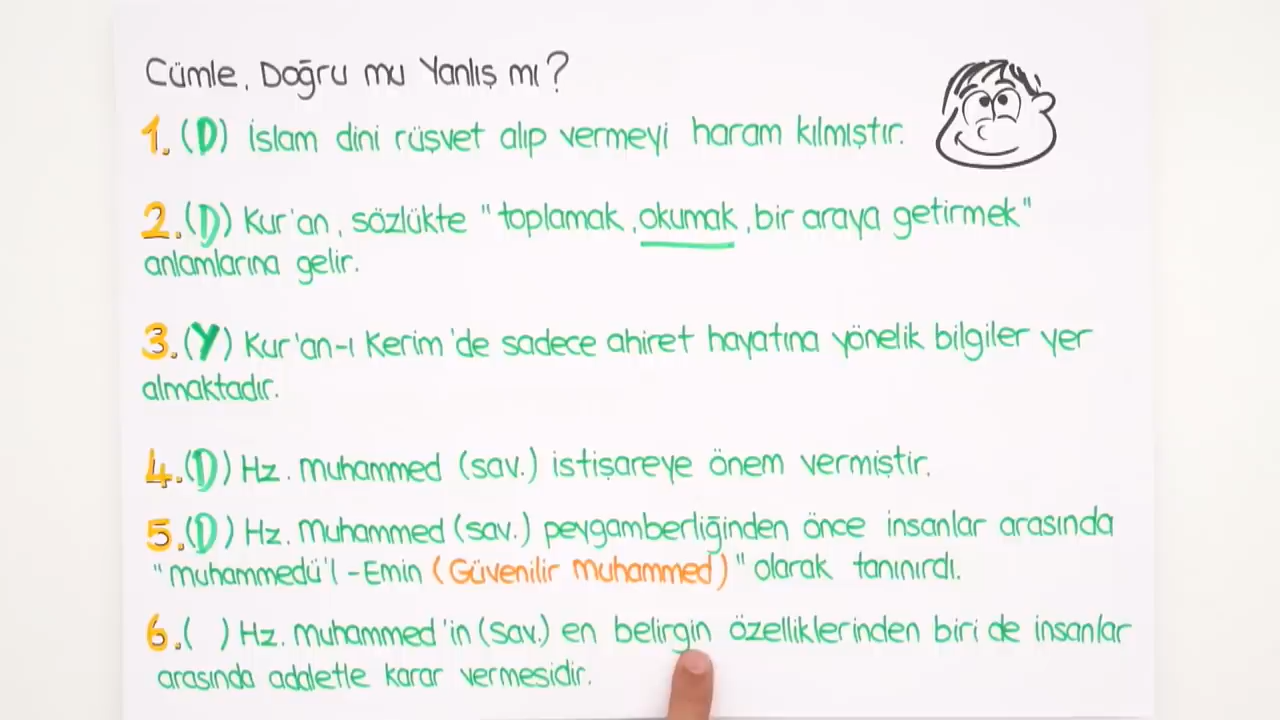 Cümle, Doğru mu Yanlış mı?
1. (D) İslam dini rüşvet alıp vermeyi haram kılmıştır.
2. (D) Kur'an, sözlükte "toplamak, okumak, bir araya getirmek"
anlamlarına gelir.
3. (Y) Kur'an-ı Kerim'de sadece ahiret hayatına yönelik bilgiler yer
almaktadır.
4. (D) Hz. Muhammed (sav.) istişareye önem vermiştir.
5. (D) Hz. Muhammed (sav.) peygamberliğinden önce insanlar arasında
"Muhammedü'l-Emin (Güvenilir Muhammed)" olarak tanınırdı.
6. ( ) Hz. Muhammed'in (sav.) en belirgin özelliklerinden biri de insanlar
arasında adaletle karar vermesidir.